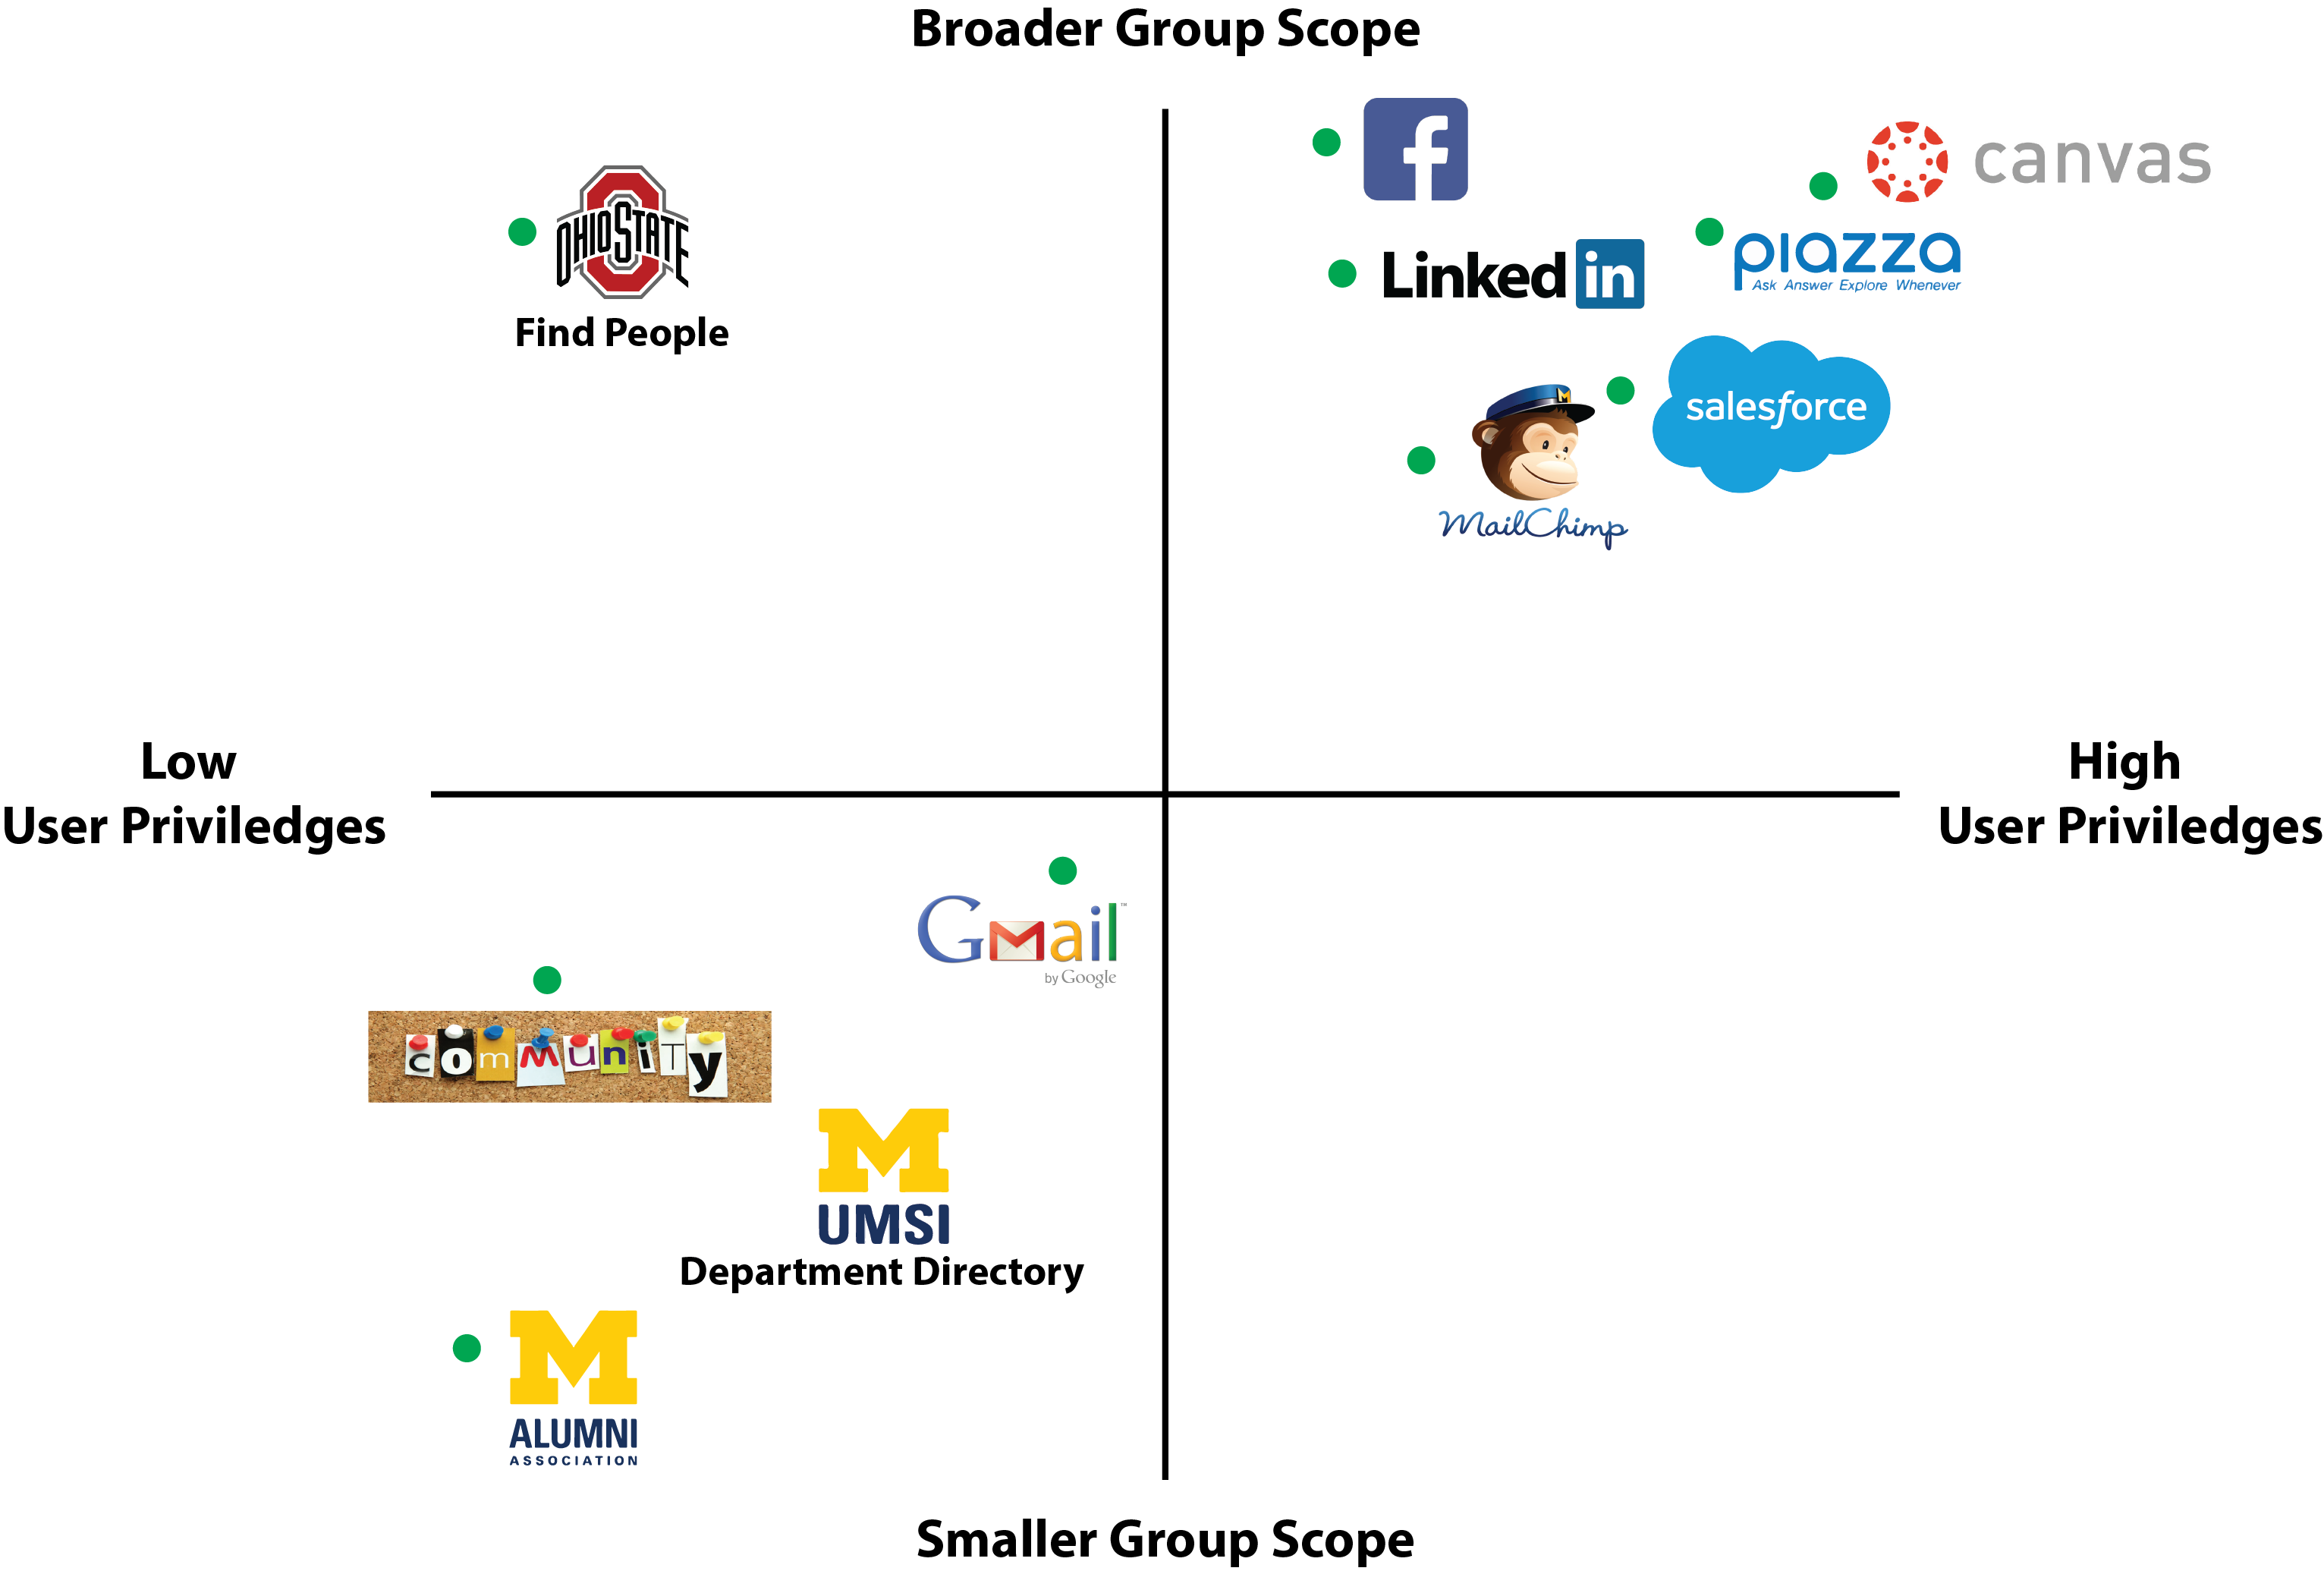 Broader Group Scope
f
canvas
OHIO STATE
Find People
Linked in
piazza
Ask Answer Explore Whenever
salesforce
M
MailChimp
Low
User Priviledges
High
User Priviledges
Gmail™
by Google
communiTy
M
UMSI
Department Directory
M
ALUMNI
ASSOCIATION
Smaller Group Scope